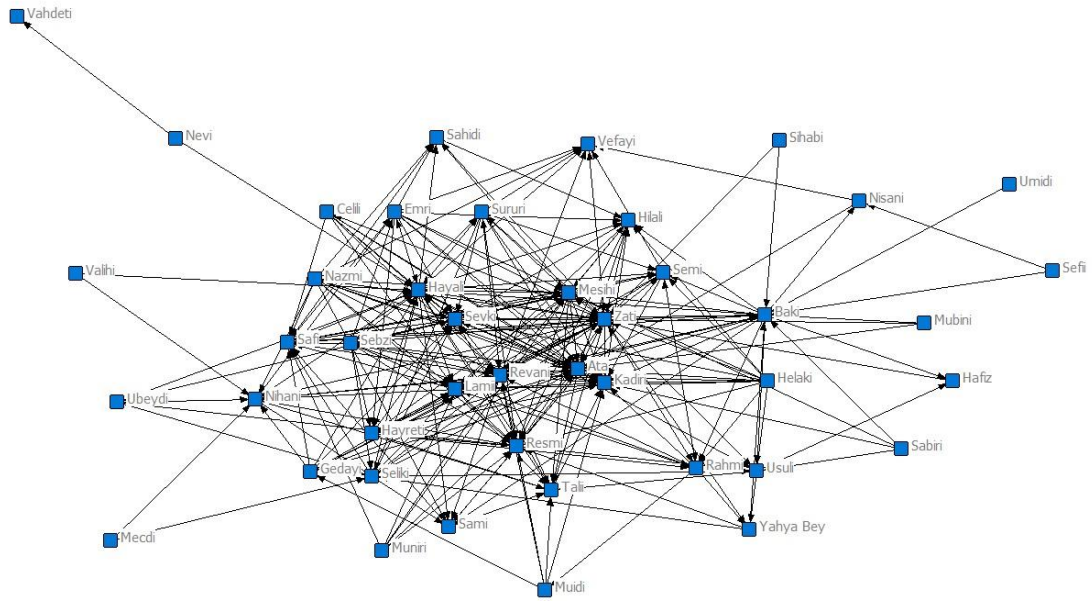 Vahdeti
Nevi
Sahidi
Vefayi
Sihabi
Umidi
Nisani
Celili
Emri
Sururi
Hilali
Valihi
Nazmi
Hayali
Mesihi
Semi
Sefii
Sevki
Zati
Baki
Mubini
Safi
Sebzi
Revani
Ata
Kadiri
Helaki
Hafiz
Lamii
Ubeydi
Nihani
Hayreti
Resmi
Sabiri
Gedayi
Seliki
Rahmi
Usuli
Tali
Mecdi
Sami
Yahya Bey
Muniri
Muidi